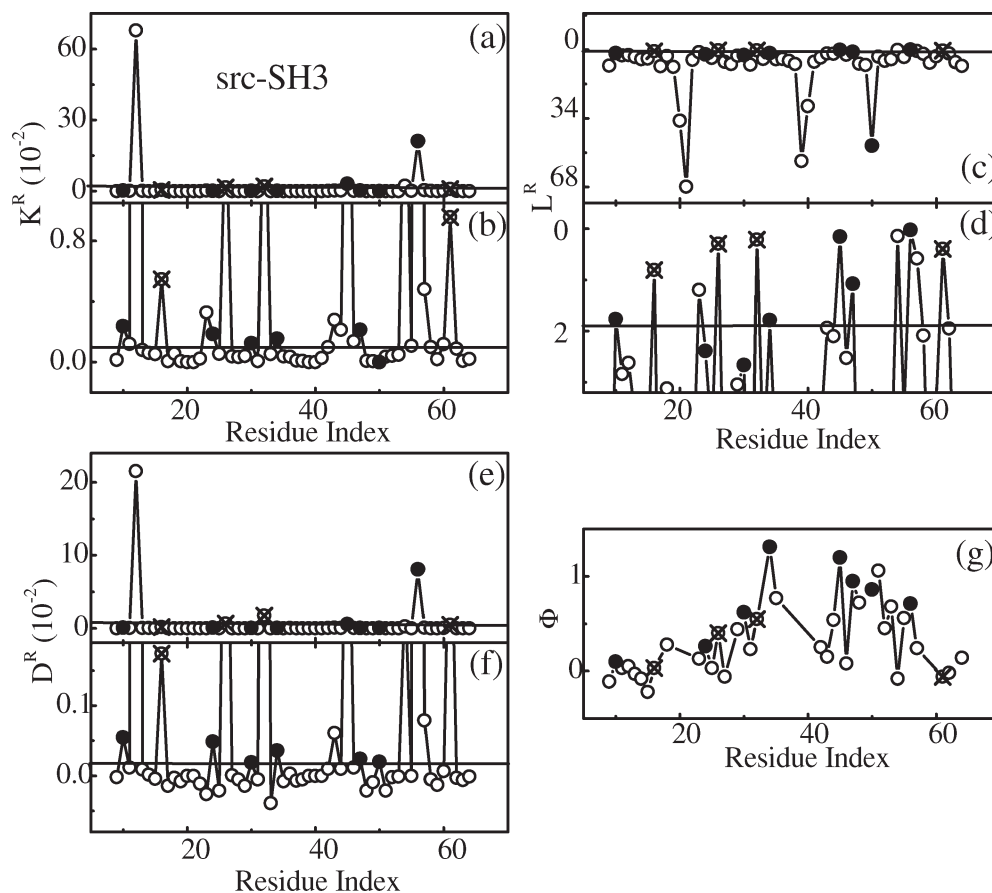 (a)
src-SH3
60
30
0
K^R (10^-2)
(b)
0.8
0.0
20 40 60
Residue Index
0
34
68
(c)
L^R
(d)
0
2
20 40 60
Residue Index
(e)
20
10
0
D^R (10^-2)
(f)
0.1
0.0
20 40 60
Residue Index
(g)
1
0
Φ
20 40 60
Residue Index